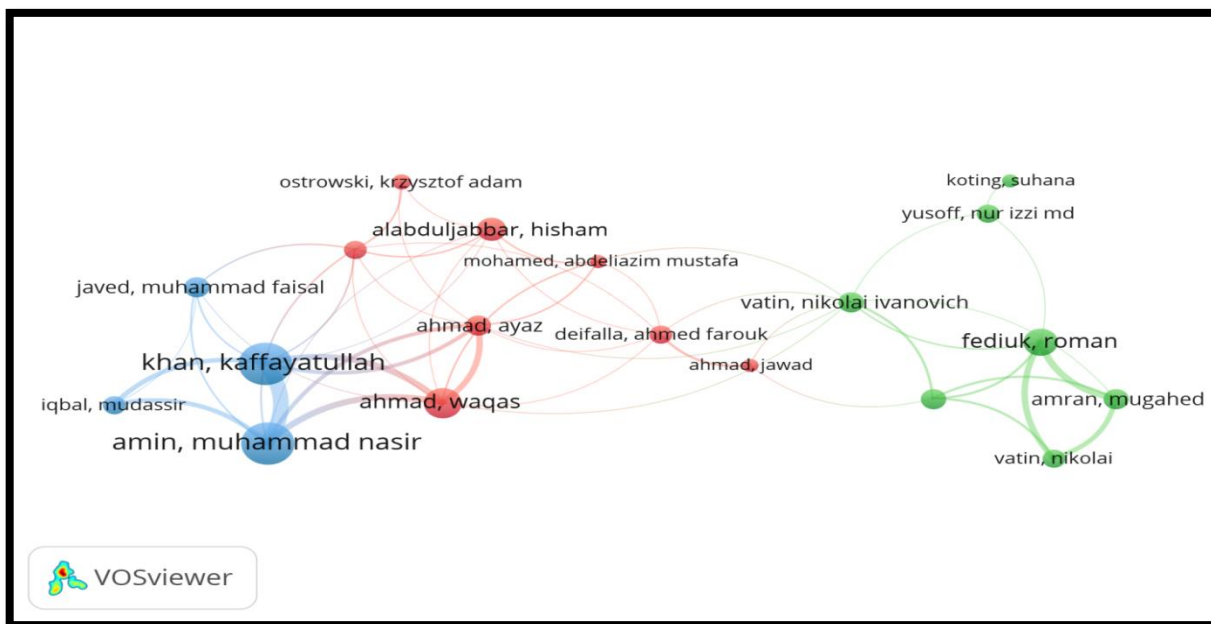 ostrowski, krzysztof adam
koting, suhana
yusoff, nur izzi md
alabduljabbar, hisham
mohamed, abdeliazim mustafa
javed, muhammad faisal
vatin, nikolai ivanovich
ahmad, ayaz
deifalla, ahmed farouk
fediuk, roman
khan, kaffayatullah
ahmad, jawad
iqbal, mudassir
ahmad, waqas
amran, mugahed
amin, muhammad nasir
vatin, nikolai
VOSviewer